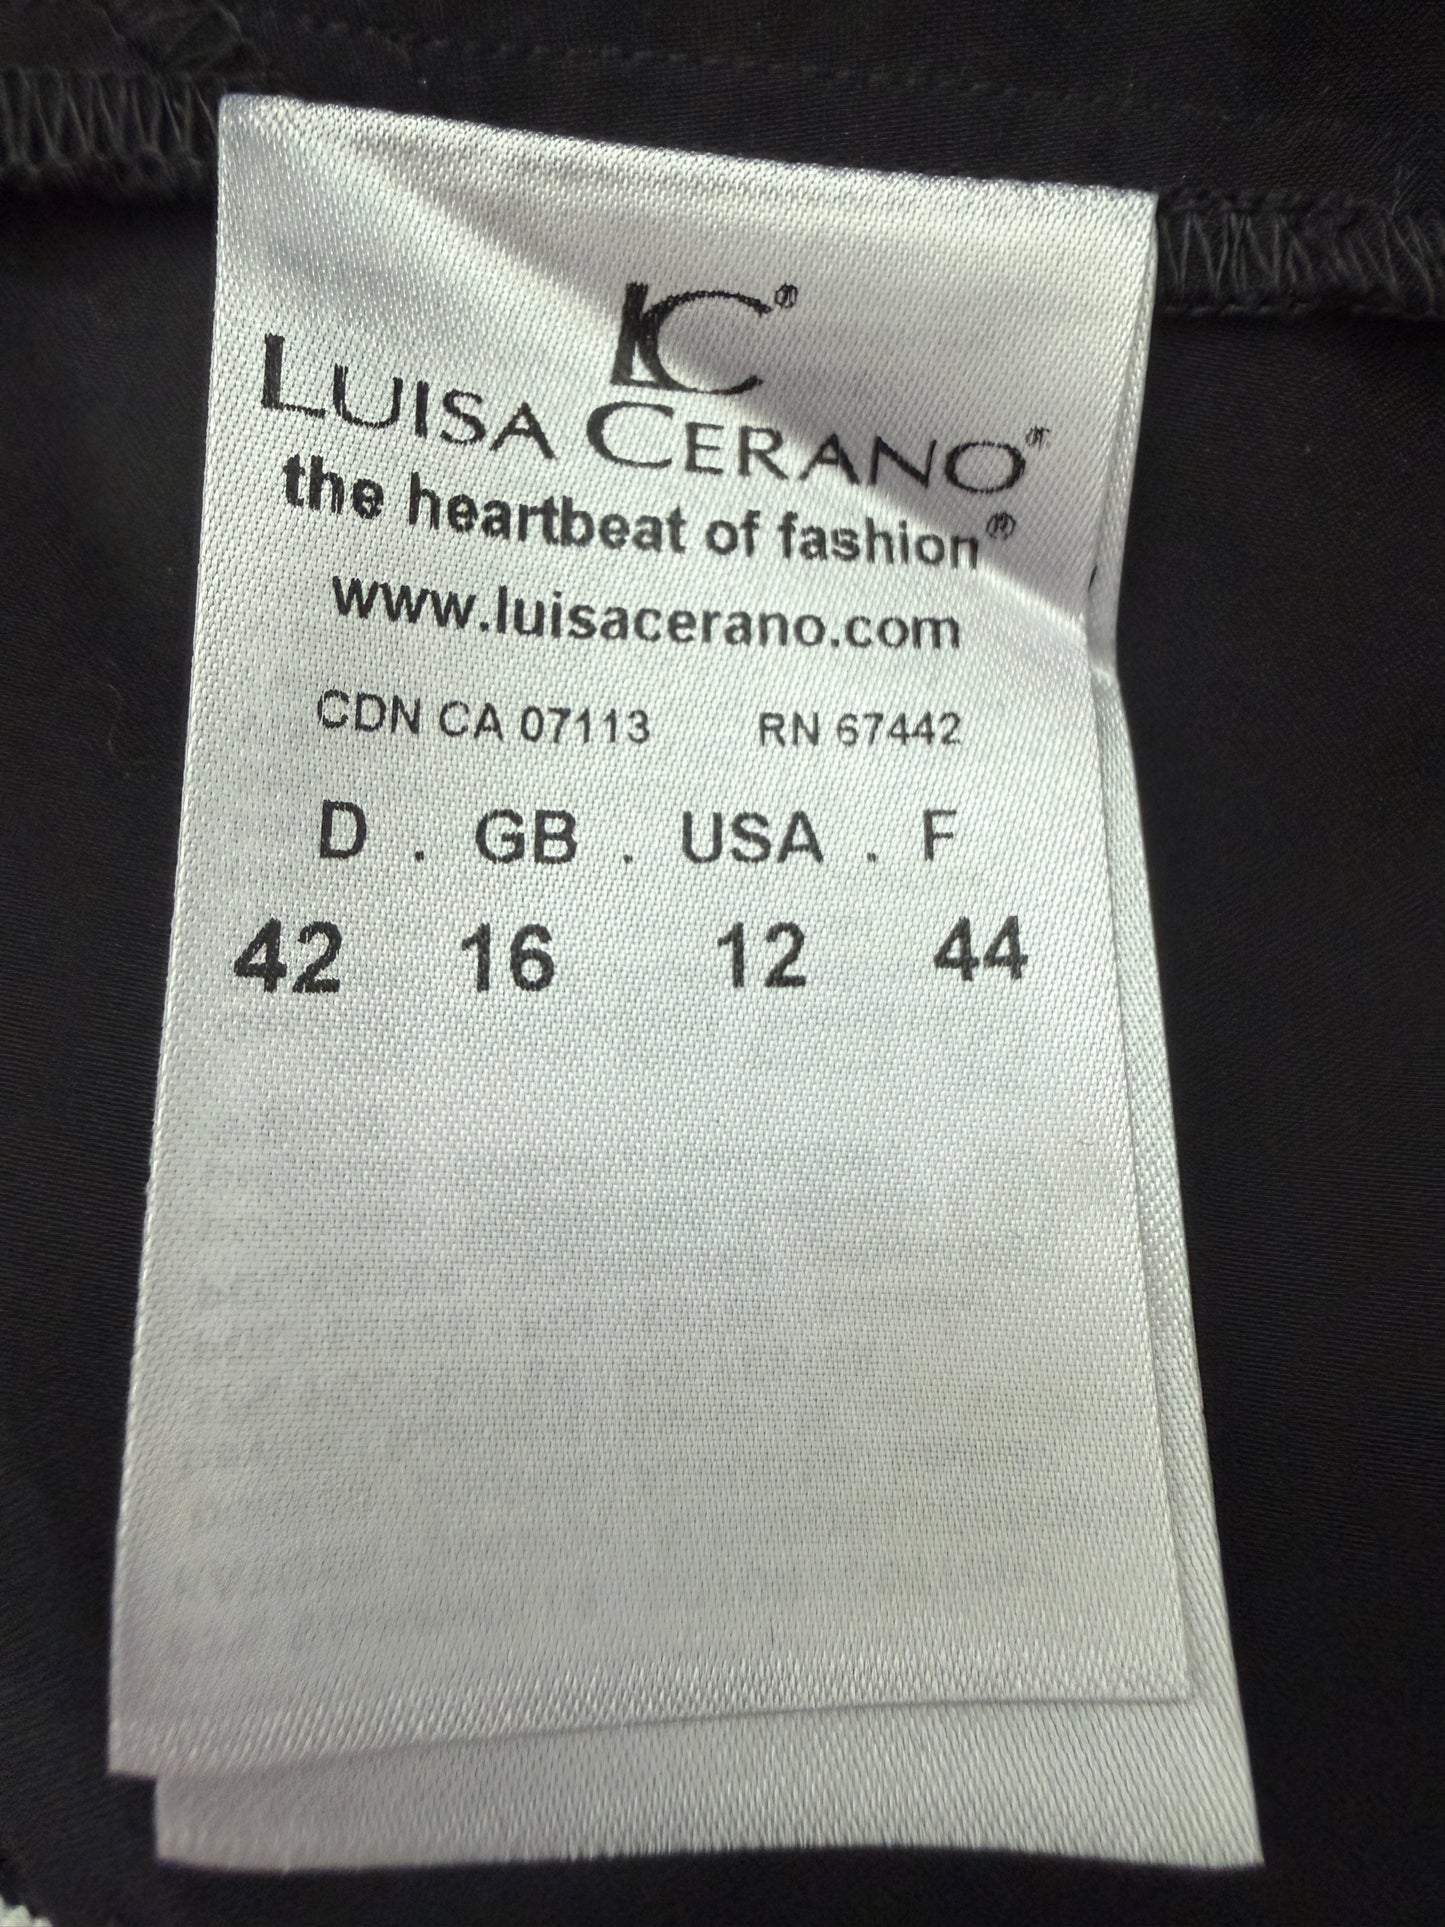 LC®
LUISA CERANO®
the heartbeat of fashion®
www.luisacerano.com
CDN CA 07113 RN 67442
D . GB . USA . F
42 16 12 44